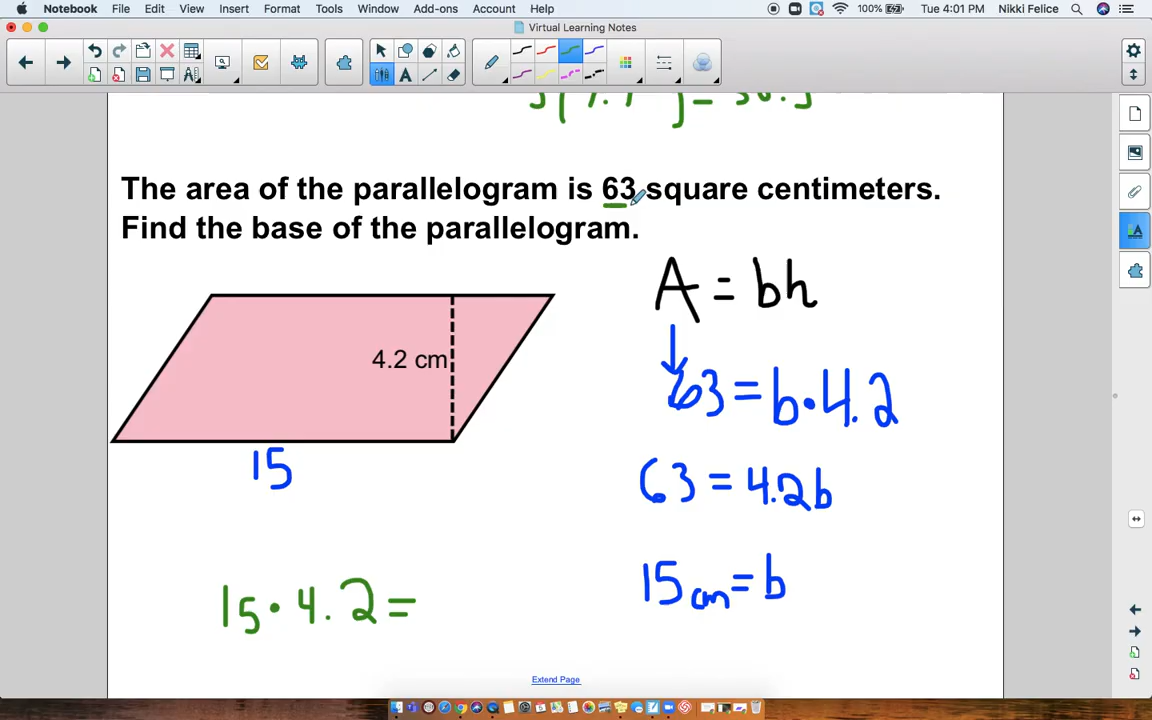 Notebook File Edit View Insert Format Tools Window Add-ons Account Help 100% Tue 4:01 PM Nikki Felice
Virtual Learning Notes
The area of the parallelogram is 63 square centimeters.
Find the base of the parallelogram.
A = bh
4.2 cm
63 = b • 4.2
15
63 = 4.2b
15 cm = b
15 • 4.2 =
Extend Page